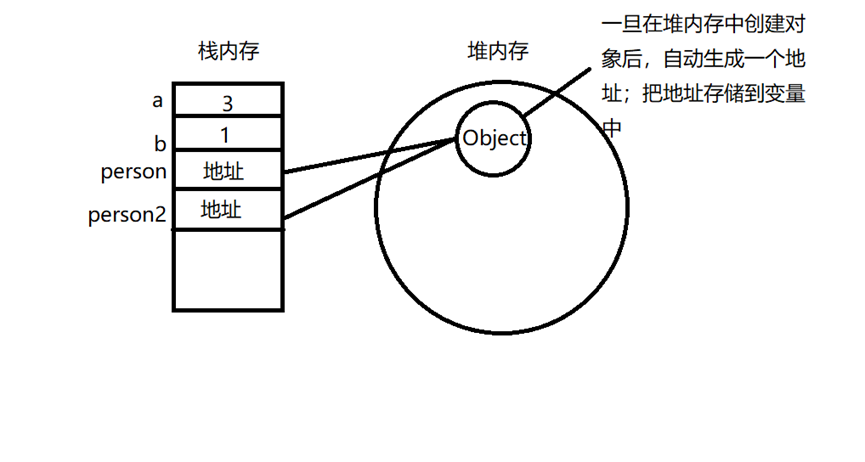 栈内存
堆内存
一旦在堆内存中创建对
象后，自动生成一个地
址；把地址存储到变量
中
a
3
b
1
person
地址
person2
地址
Object